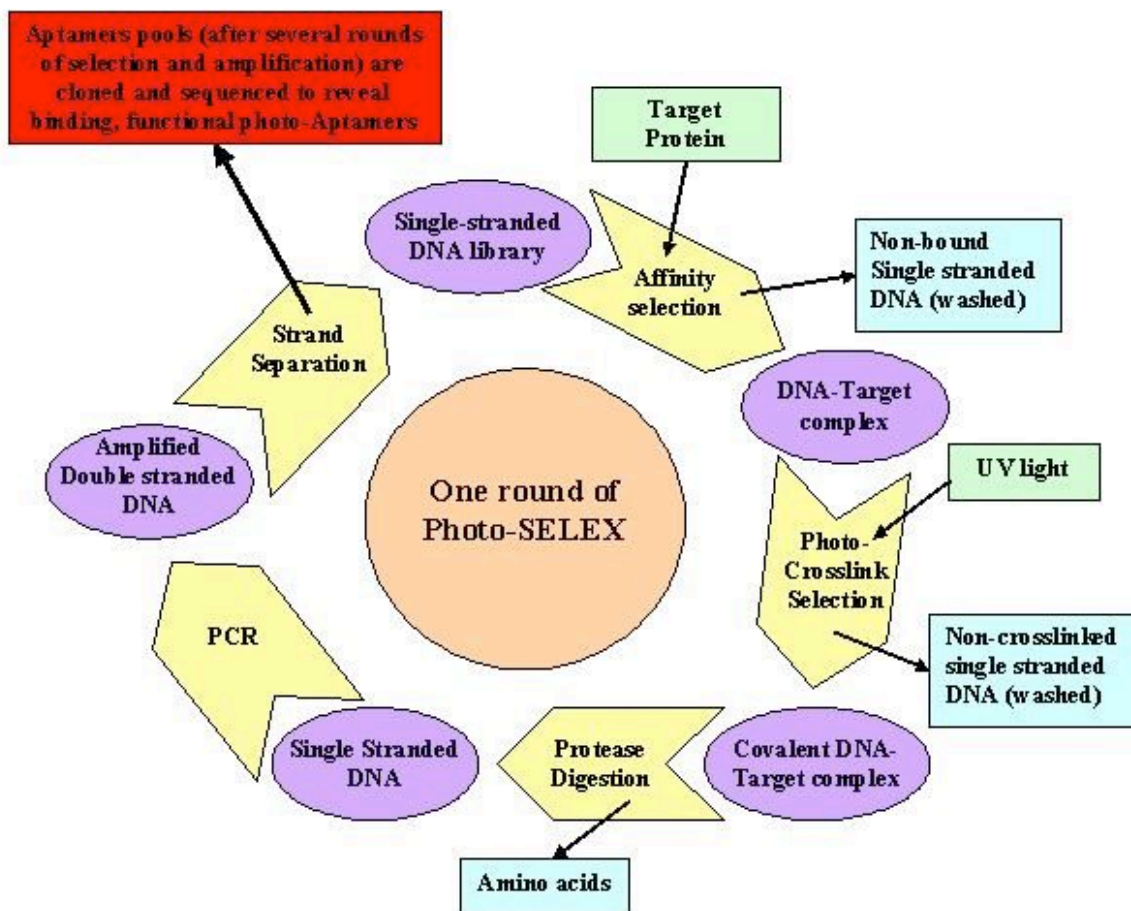 Aptamers pools (after several rounds
of selection and amplification) are
cloned and sequenced to reveal
binding, functional photo-Aptamers
Target
Protein
Single-stranded
DNA library
Affinity
selection
Non-bound
Single stranded
DNA (washed)
DNA-Target
complex
UV light
Photo-
Crosslink
Selection
Non-crosslinked
single stranded
DNA (washed)
Covalent DNA-
Target complex
Protease
Digestion
Amino acids
Single Stranded
DNA
PCR
Amplified
Double stranded
DNA
Strand
Separation
One round of
Photo-SELEX